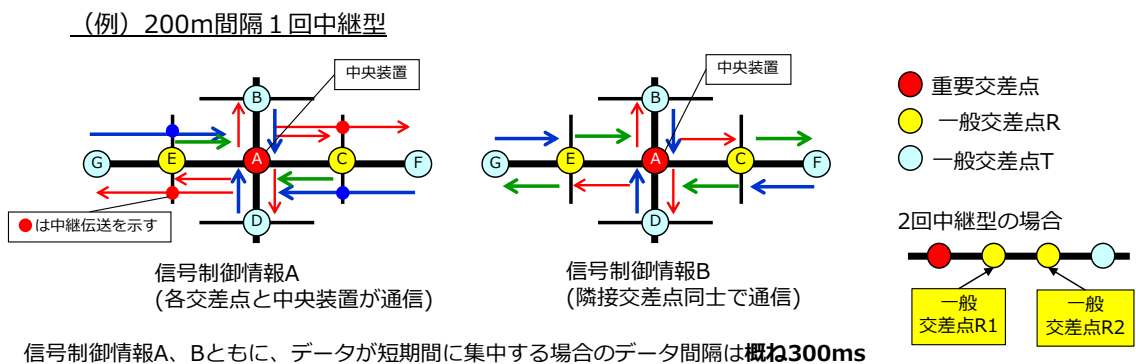 （例）200m間隔１回中継型
中央装置
B
G
E
A
C
F
D
●は中継伝送を示す
信号制御情報A
(各交差点と中央装置が通信)
中央装置
B
G
E
A
C
F
D
信号制御情報B
(隣接交差点同士で通信)
重要交差点
一般交差点R
一般交差点T
2回中継型の場合
一般
交差点R1
一般
交差点R2
信号制御情報A、Bともに、データが短期間に集中する場合のデータ間隔は概ね300ms